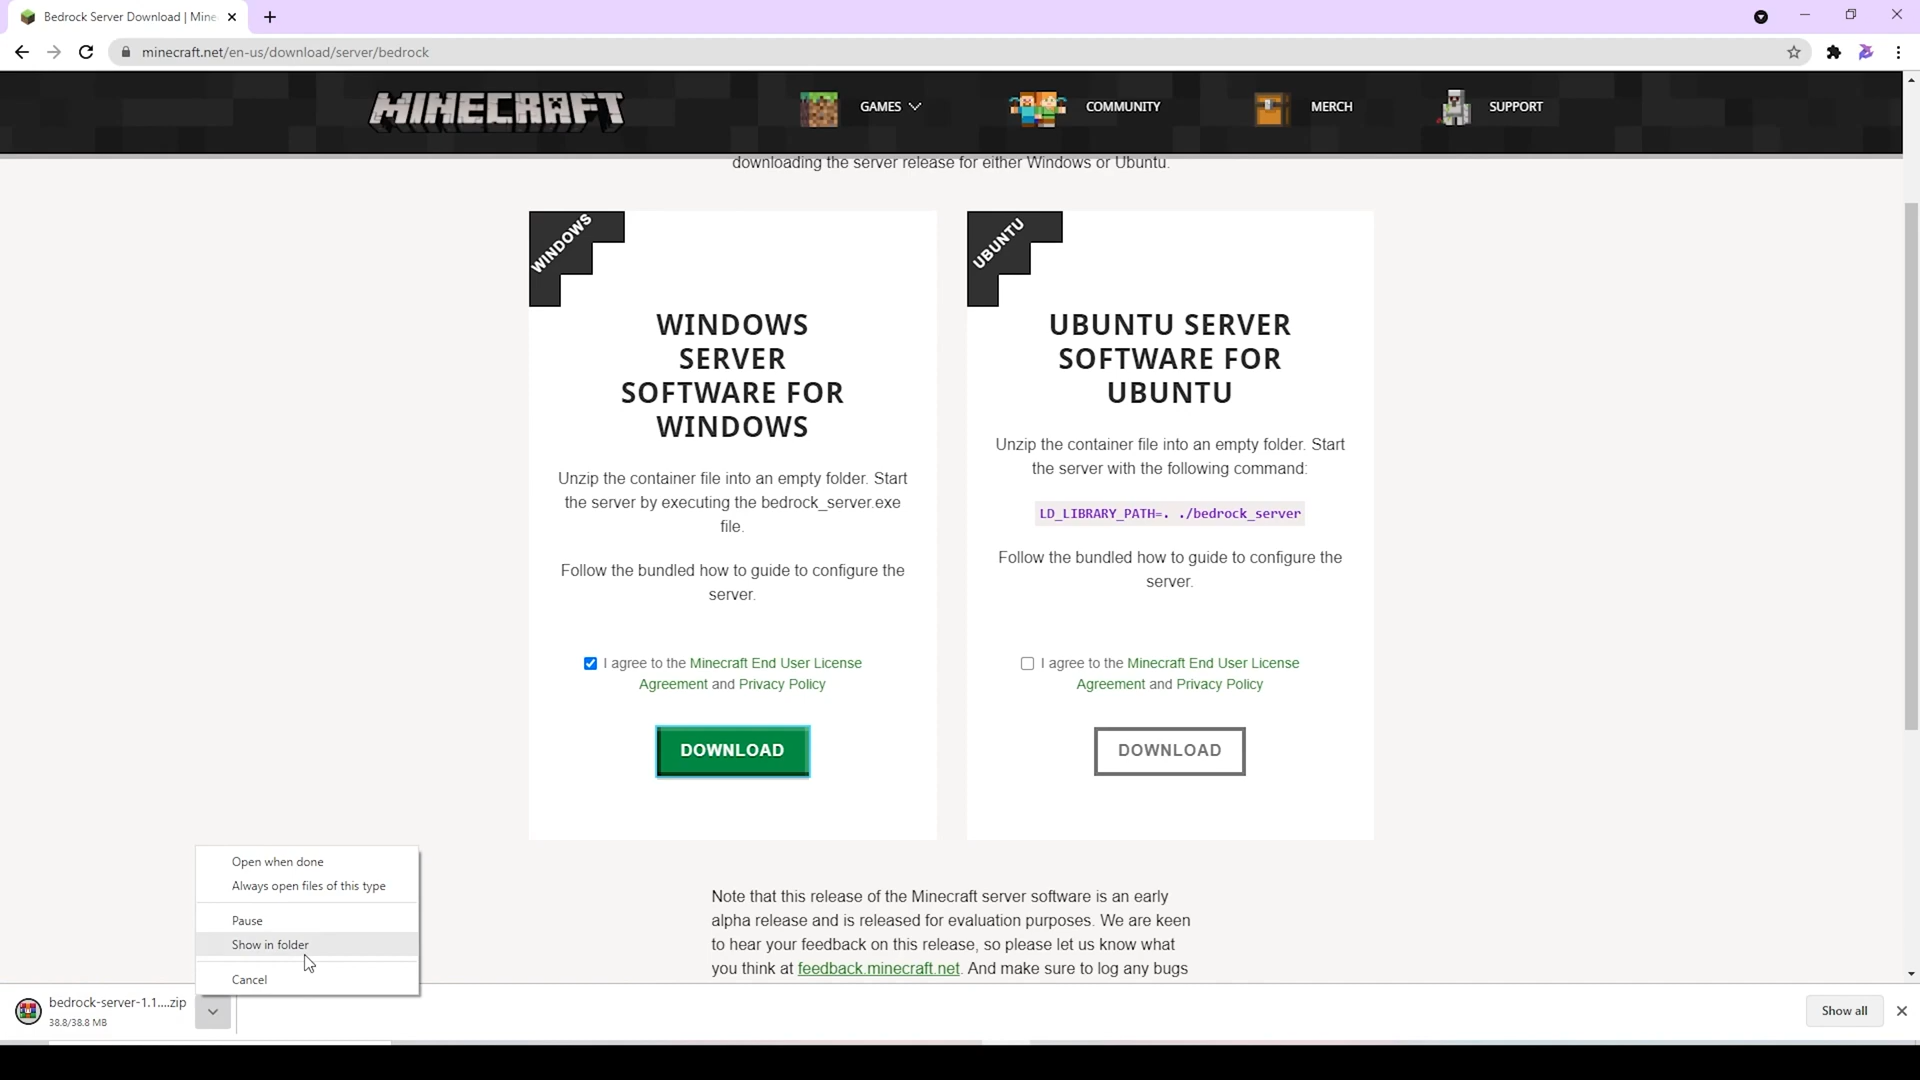 Bedrock Server Download | Mine
minecraft.net/en-us/download/server/bedrock
MINECRAFT
GAMES
COMMUNITY
MERCH
SUPPORT
downloading the server release for either Windows or Ubuntu.
WINDOWS
WINDOWS
SERVER
SOFTWARE FOR
WINDOWS
Unzip the container file into an empty folder. Start
the server by executing the bedrock_server.exe
file.
Follow the bundled how to guide to configure the
server.
I agree to the Minecraft End User License
Agreement and Privacy Policy
DOWNLOAD
UBUNTU
UBUNTU SERVER
SOFTWARE FOR
UBUNTU
Unzip the container file into an empty folder. Start
the server with the following command:
LD_LIBRARY_PATH=. ./bedrock_server
Follow the bundled how to guide to configure the
server.
I agree to the Minecraft End User License
Agreement and Privacy Policy
DOWNLOAD
Note that this release of the Minecraft server software is an early
alpha release and is released for evaluation purposes. We are keen
to hear your feedback on this release, so please let us know what
you think at feedback.minecraft.net. And make sure to log any bugs
Open when done
Always open files of this type
Pause
Show in folder
Cancel
bedrock-server-1.1....zip
38.8/38.8 MB
Show all